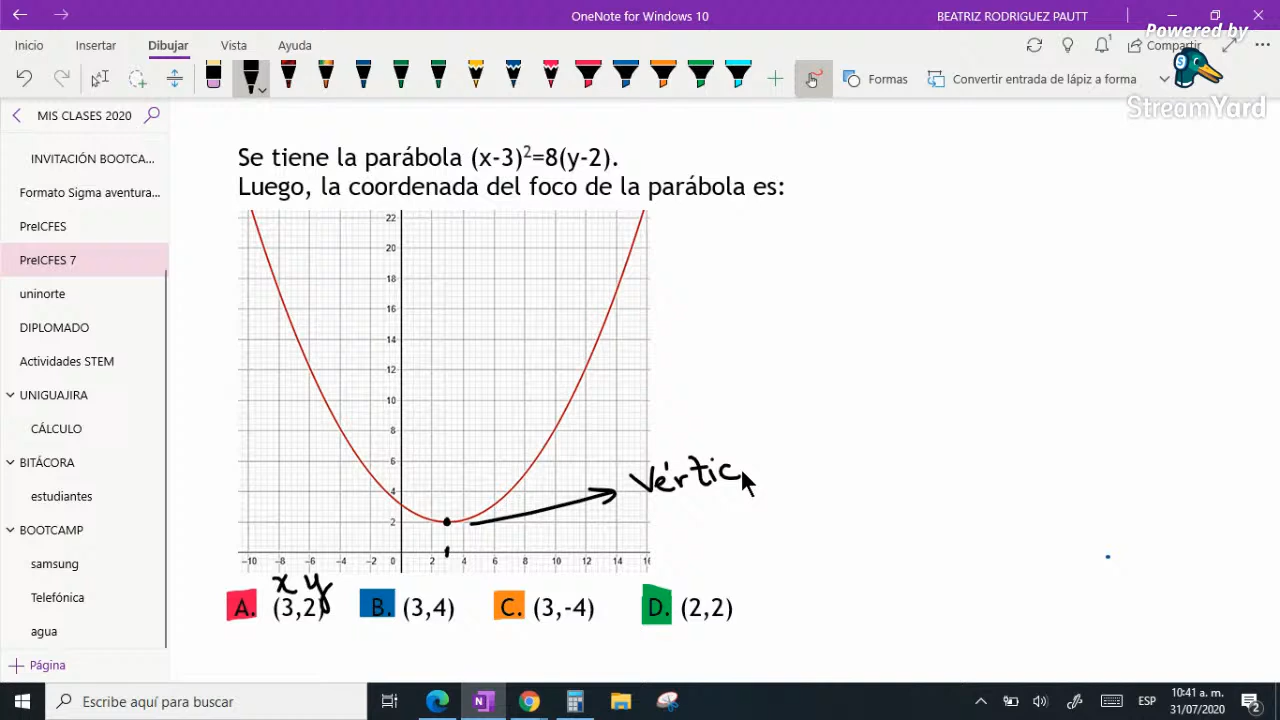 OneNote for Windows 10
BEATRIZ RODRIGUEZ PAUTT
Powered by
StreamYard
Inicio Insertar Dibujar Vista Ayuda
Compartir
Formas
Convertir entrada de lápiz a forma
MIS CLASES 2020
INVITACIÓN BOOTCA...
Formato Sigma aventura...
PreICFES
PreICFES 7
uninorte
DIPLOMADO
Actividades STEM
UNIGUAJIRA
CÁLCULO
BITÁCORA
estudiantes
BOOTCAMP
samsung
Telefónica
agua
Página
Se tiene la parábola (x-3)²=8(y-2).
Luego, la coordenada del foco de la parábola es:
22
20
18
16
14
12
10
8
6
4
2
-10 -8 -6 -4 -2 0 2 4 6 8 10 12 14 16
Vértic
x y
A. (3,2) B. (3,4) C. (3,-4) D. (2,2)
Escribe aquí para buscar
ESP
10:41 a. m.
31/07/2020
2